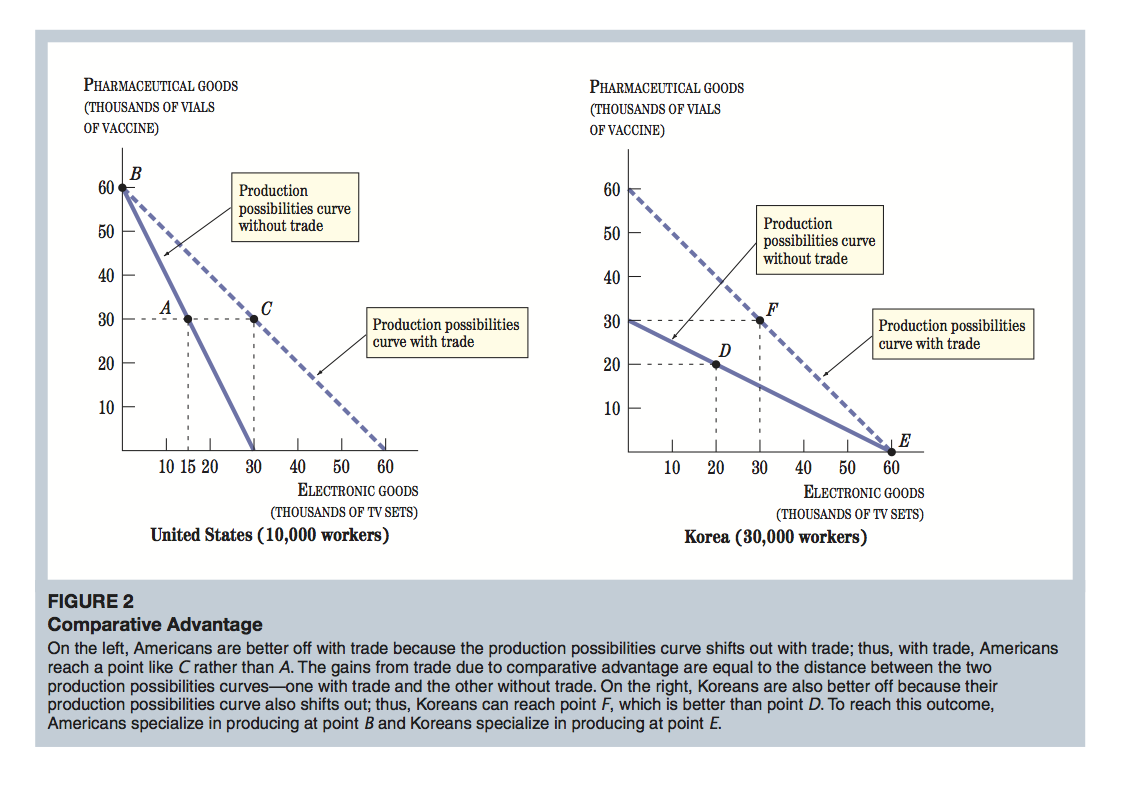 PHARMACEUTICAL GOODS
(THOUSANDS OF VIALS
OF VACCINE)
B
60
50
40
30
20
10
A
C
Production
possibilities curve
without trade
Production possibilities
curve with trade
10 15 20 30 40 50 60
ELECTRONIC GOODS
(THOUSANDS OF TV SETS)
United States (10,000 workers)
PHARMACEUTICAL GOODS
(THOUSANDS OF VIALS
OF VACCINE)
60
50
40
30
20
10
Production
possibilities curve
without trade
F
D
Production possibilities
curve with trade
E
10 20 30 40 50 60
ELECTRONIC GOODS
(THOUSANDS OF TV SETS)
Korea (30,000 workers)
FIGURE 2
Comparative Advantage
On the left, Americans are better off with trade because the production possibilities curve shifts out with trade; thus, with trade, Americans
reach a point like C rather than A. The gains from trade due to comparative advantage are equal to the distance between the two
production possibilities curves—one with trade and the other without trade. On the right, Koreans are also better off because their
production possibilities curve also shifts out; thus, Koreans can reach point F, which is better than point D. To reach this outcome,
Americans specialize in producing at point B and Koreans specialize in producing at point E.